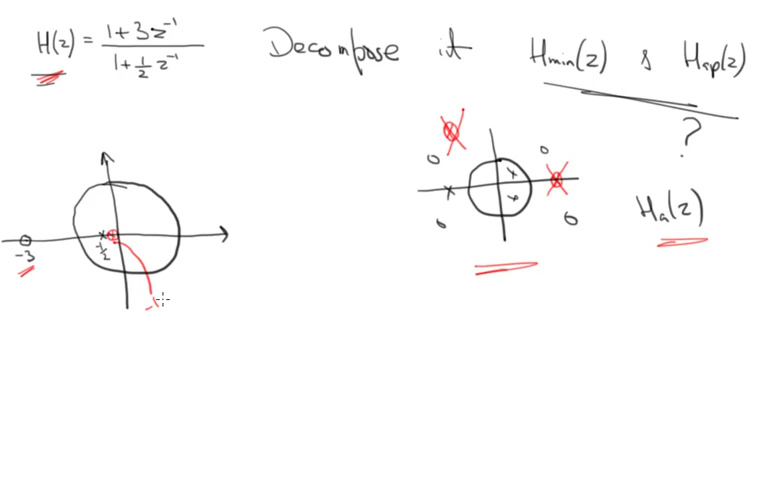 H(z) = 1+3z⁻¹ / 1+½z⁻¹
Decompose it Hmin(z) & Hap(z)
?
Ha(z)
-3
-½